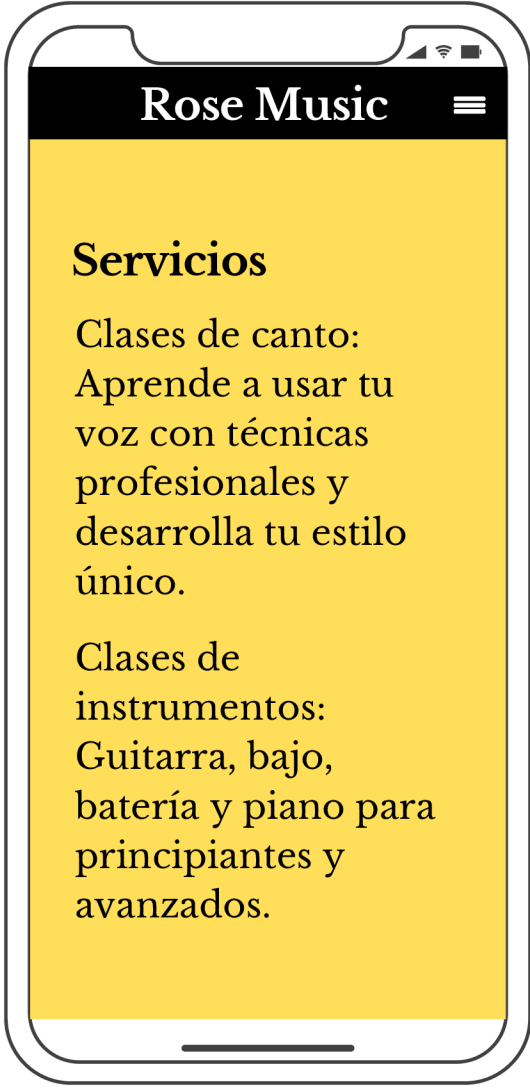 Rose Music
Servicios
Clases de canto:
Aprende a usar tu
voz con técnicas
profesionales y
desarrolla tu estilo
único.
Clases de
instrumentos:
Guitarra, bajo,
batería y piano para
principiantes y
avanzados.